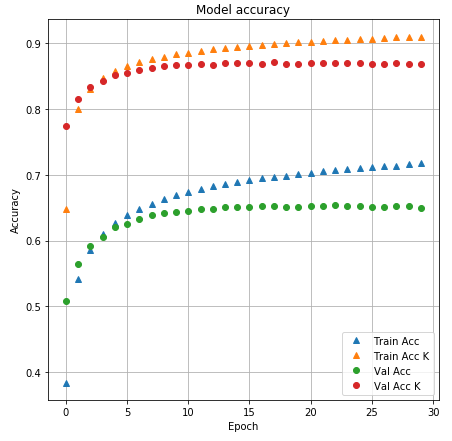 Model accuracy
Accuracy
0.9
0.8
0.7
0.6
0.5
0.4
0
5
10
15
20
25
30
Epoch
Train Acc
Train Acc K
Val Acc
Val Acc K